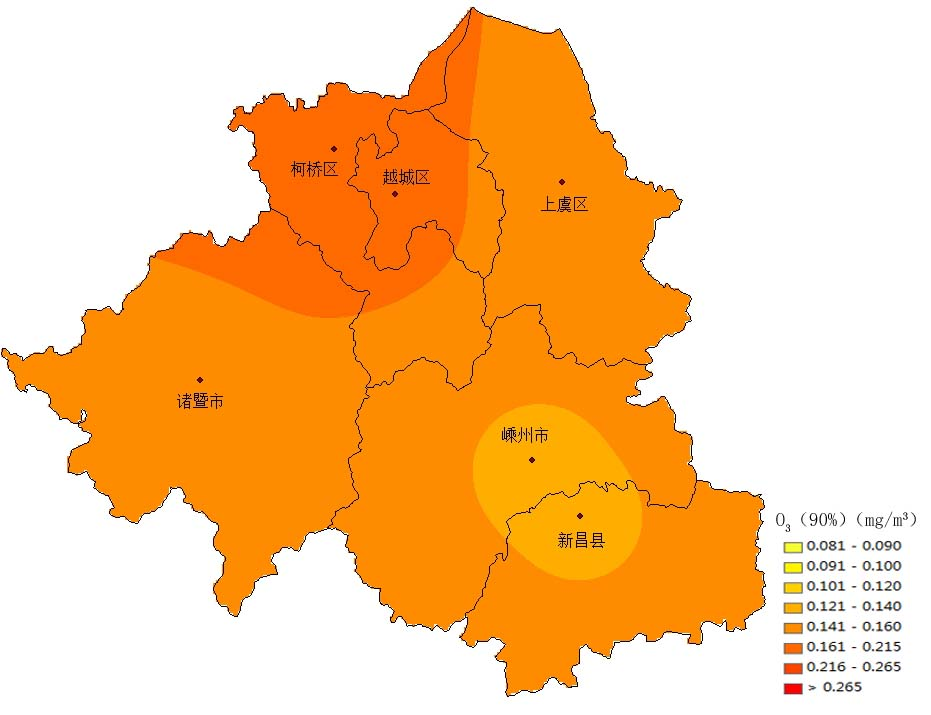 柯桥区
越城区
上虞区
诸暨市
嵊州市
新昌县
O₃（90%）（mg/m³）
0.081 - 0.090
0.091 - 0.100
0.101 - 0.120
0.121 - 0.140
0.141 - 0.160
0.161 - 0.215
0.216 - 0.265
> 0.265